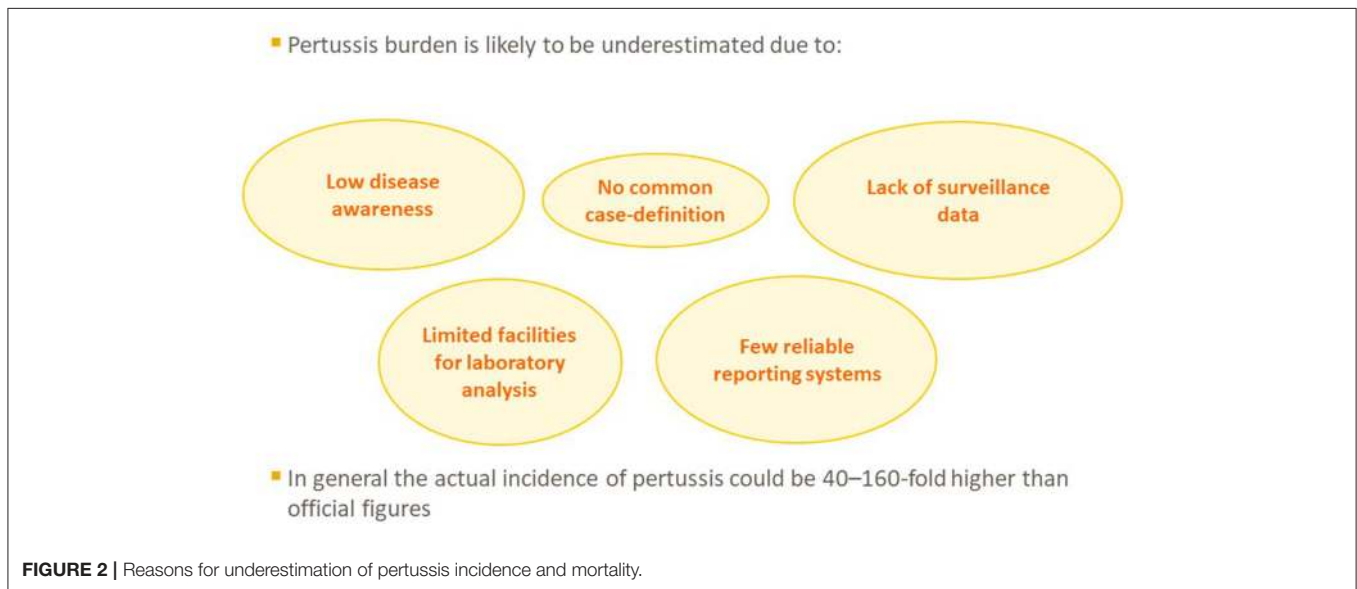 Pertussis burden is likely to be underestimated due to:
Low disease
awareness
No common
case-definition
Lack of surveillance
data
Limited facilities
for laboratory
analysis
Few reliable
reporting systems
In general the actual incidence of pertussis could be 40–160-fold higher than
official figures
FIGURE 2 | Reasons for underestimation of pertussis incidence and mortality.